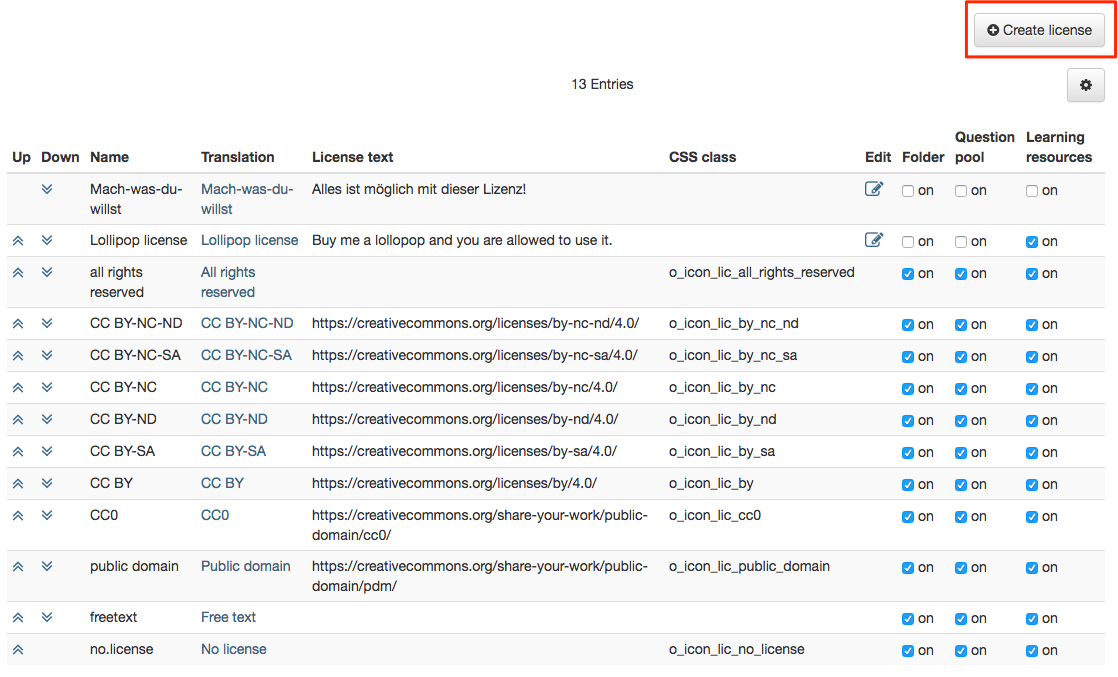 Create license
13 Entries
Up Down Name Translation License text CSS class Edit Folder Question pool Learning resources
Mach-was-du-willst Mach-was-du-willst Alles ist möglich mit dieser Lizenz! on on on
Lollipop license Lollipop license Buy me a lollopop and you are allowed to use it. on on on
all rights reserved All rights reserved o_icon_lic_all_rights_reserved on on on
CC BY-NC-ND CC BY-NC-ND https://creativecommons.org/licenses/by-nc-nd/4.0/ o_icon_lic_by_nc_nd on on on
CC BY-NC-SA CC BY-NC-SA https://creativecommons.org/licenses/by-nc-sa/4.0/ o_icon_lic_by_nc_sa on on on
CC BY-NC CC BY-NC https://creativecommons.org/licenses/by-nc/4.0/ o_icon_lic_by_nc on on on
CC BY-ND CC BY-ND https://creativecommons.org/licenses/by-nd/4.0/ o_icon_lic_by_nd on on on
CC BY-SA CC BY-SA https://creativecommons.org/licenses/by-sa/4.0/ o_icon_lic_by_sa on on on
CC BY CC BY https://creativecommons.org/licenses/by/4.0/ o_icon_lic_by on on on
CC0 CC0 https://creativecommons.org/share-your-work/public-domain/cc0/ o_icon_lic_cc0 on on on
public domain Public domain https://creativecommons.org/share-your-work/public-domain/pdm/ o_icon_lic_public_domain on on on
freetext Free text on on on
no.license No license o_icon_lic_no_license on on on